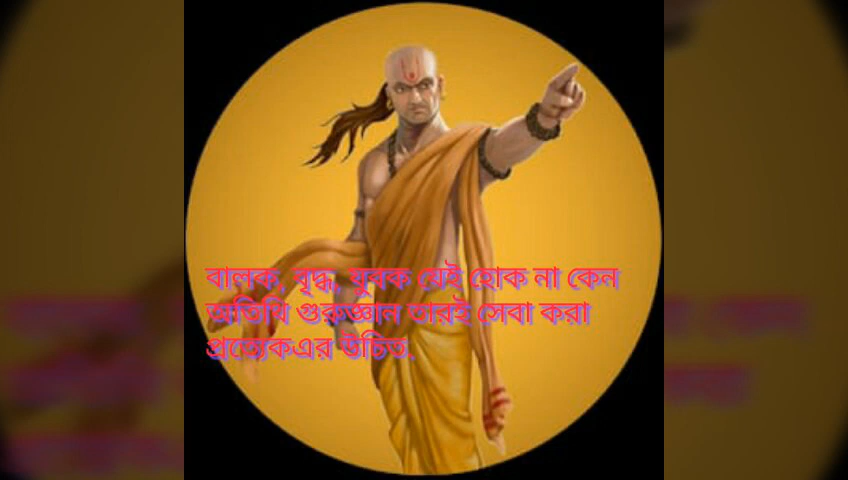 বালক, বৃদ্ধ, যুবক যেই হোক না কেন
অতিথি গুরুজ্ঞান তারই সেবা করা
প্রত্যেকএর উচিত.